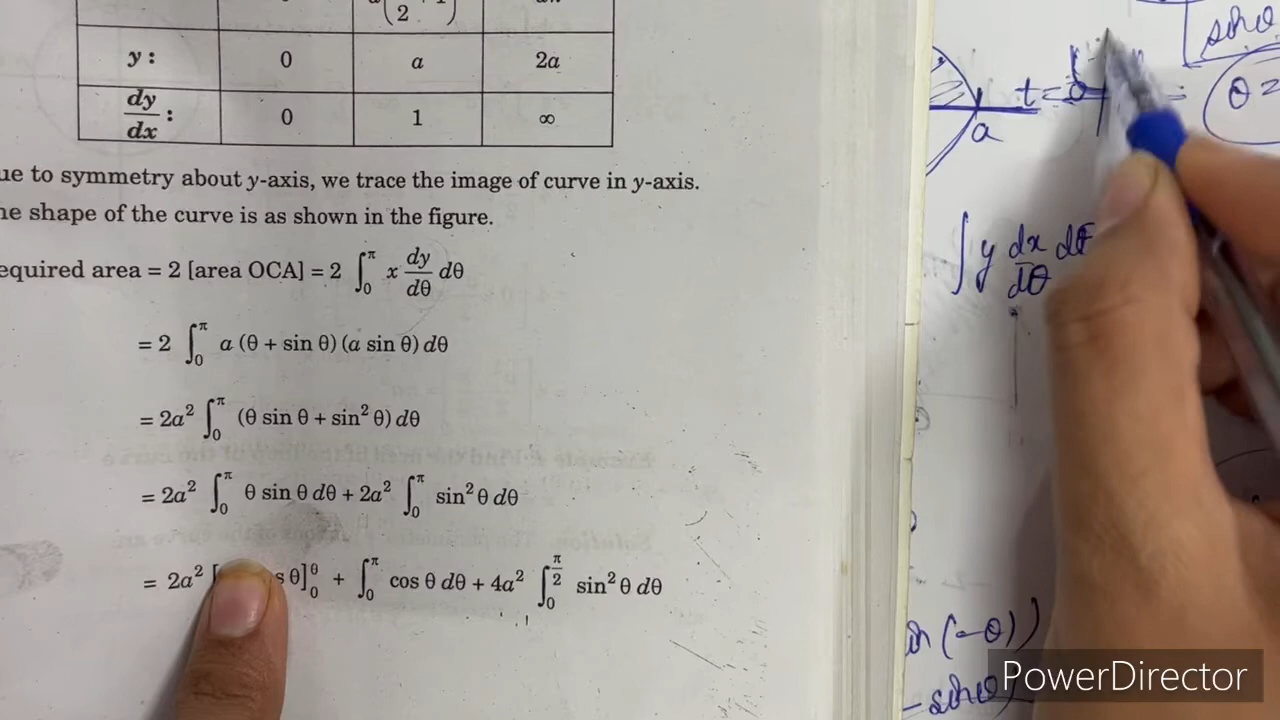 y : 0 a 2a
dy/dx : 0 1 ∞
ue to symmetry about y-axis, we trace the image of curve in y-axis.
he shape of the curve is as shown in the figure.
equired area = 2 [area OCA] = 2 ∫₀^π x dy/dθ dθ
= 2 ∫₀^π a (θ + sin θ) (a sin θ) dθ
= 2a² ∫₀^π (θ sin θ + sin² θ) dθ
= 2a² ∫₀^π θ sin θ dθ + 2a² ∫₀^π sin² θ dθ
= 2a² [ s θ]₀^θ + ∫₀^π cos θ dθ + 4a² ∫₀^(π/2) sin² θ dθ
θ =
t =
a
∫ y dx/dθ dθ
(-θ))
PowerDirector